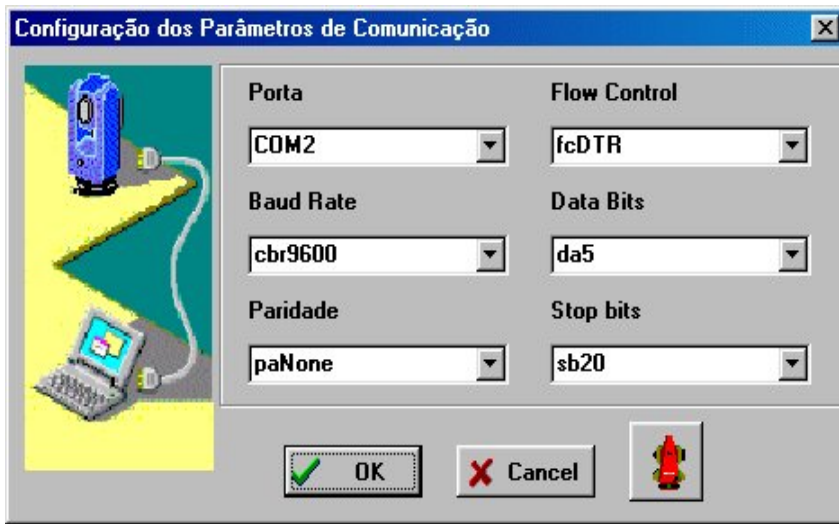 Configuração dos Parâmetros de Comunicação
Porta
Flow Control
COM2
fcDTR
Baud Rate
Data Bits
cbr9600
da5
Paridade
Stop bits
paNone
sb20
OK
Cancel